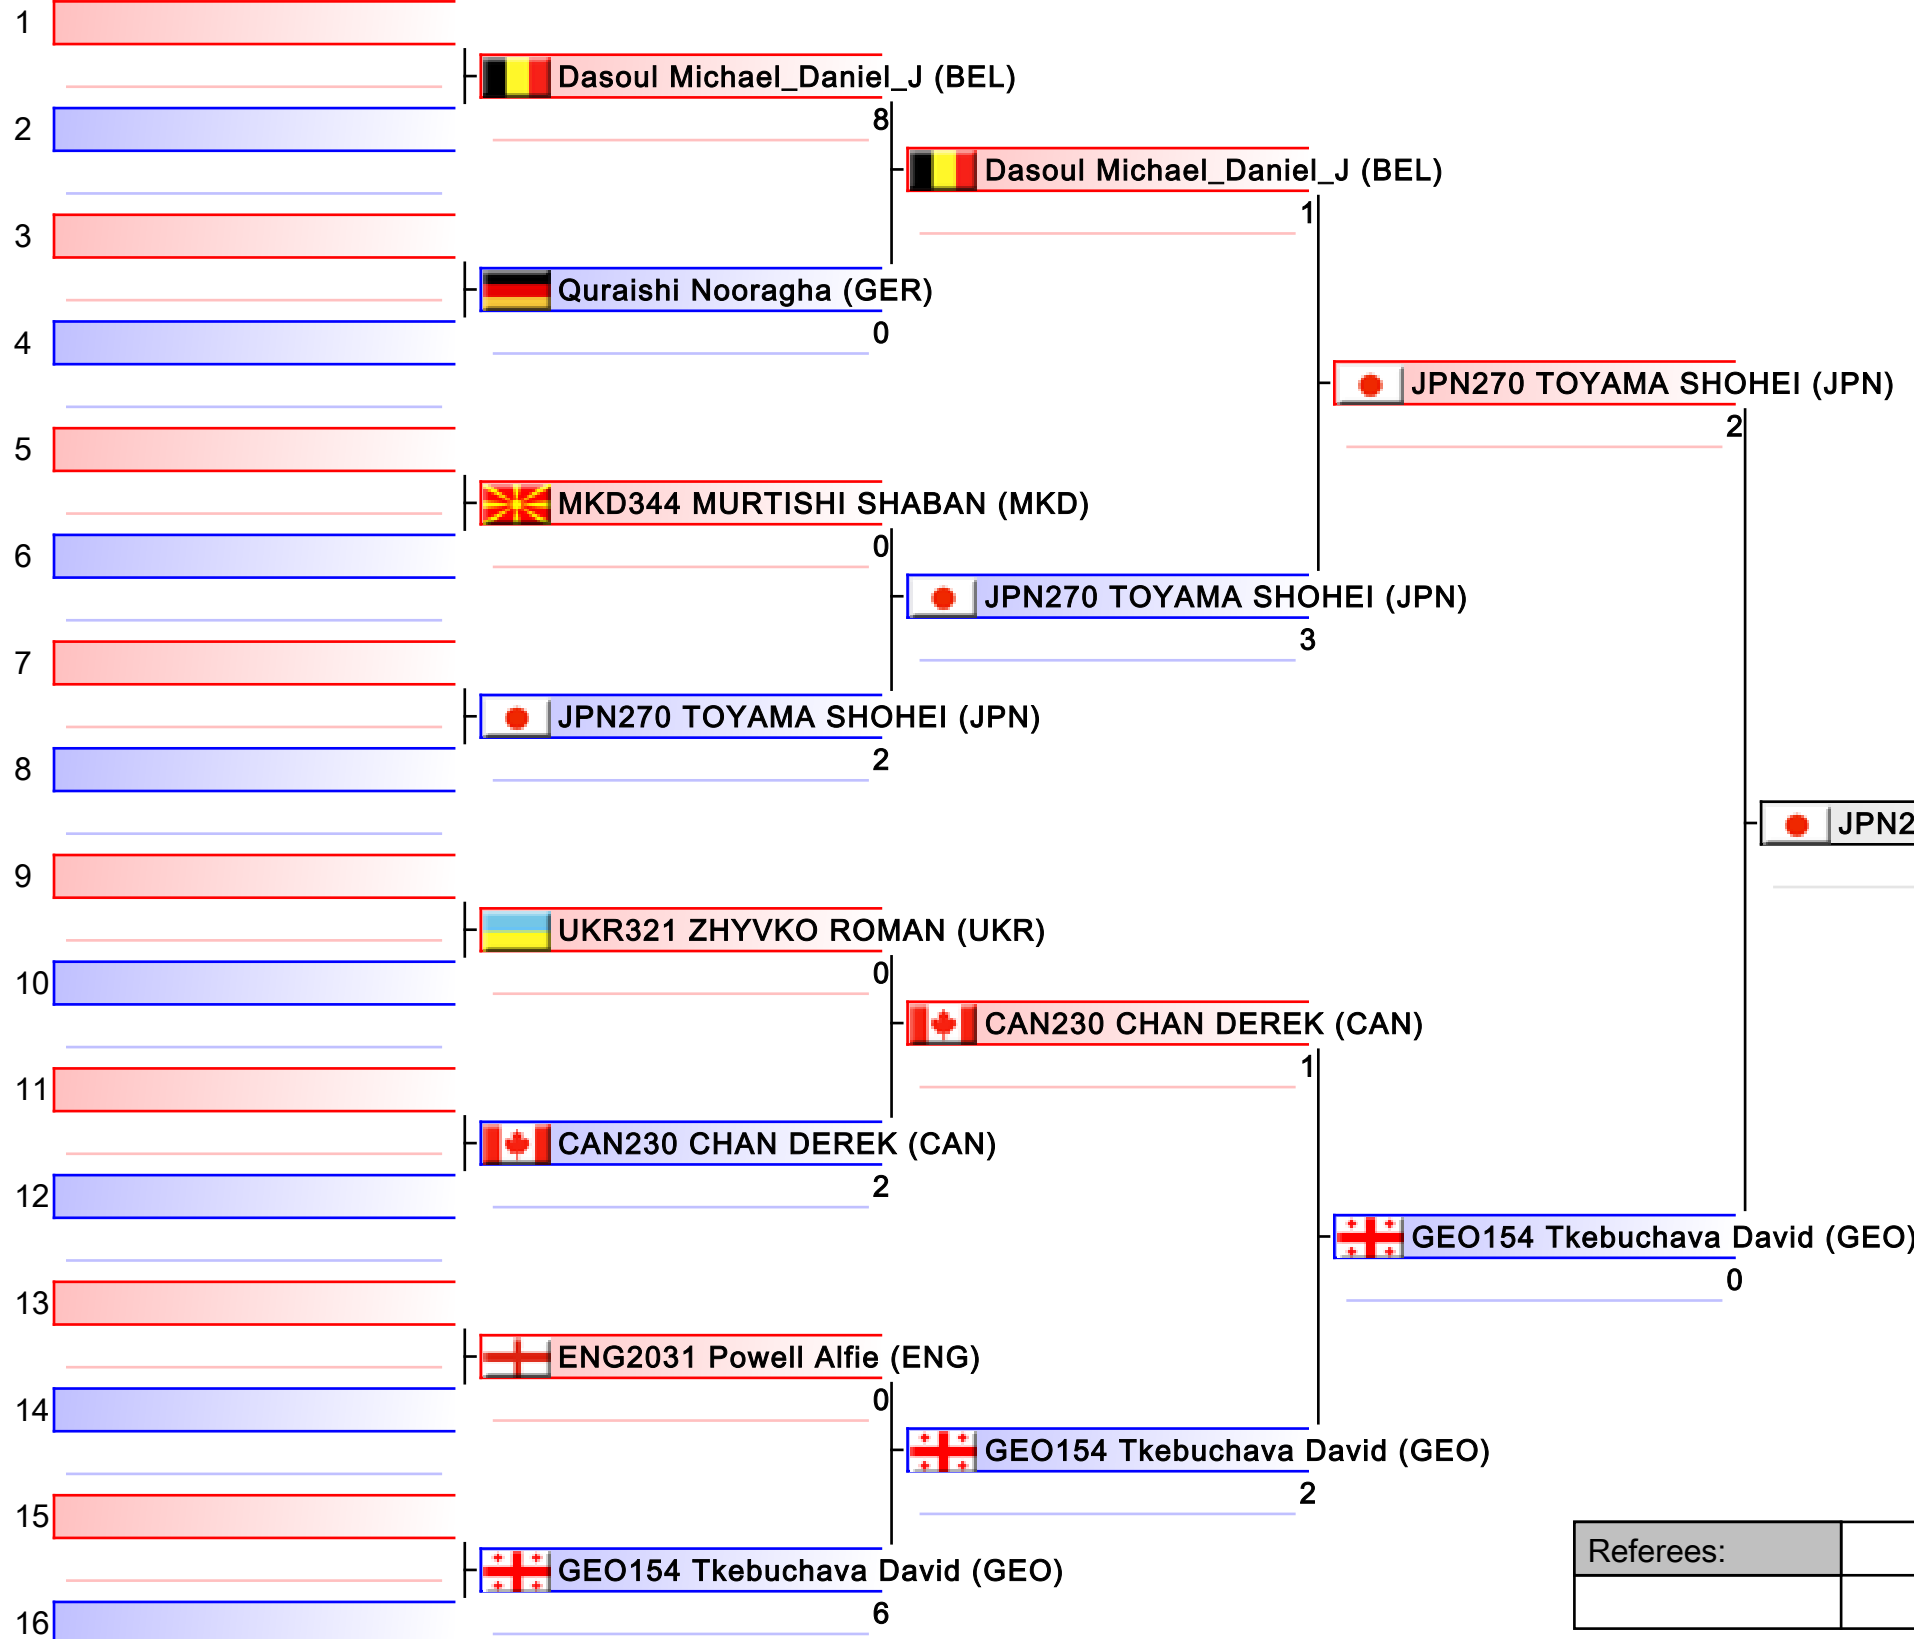 1
Dasoul Michael_Daniel_J (BEL)
2
8
Dasoul Michael_Daniel_J (BEL)
1
3
Quraishi Nooragha (GER)
4
0
JPN270 TOYAMA SHOHEI (JPN)
2
5
MKD344 MURTISHI SHABAN (MKD)
6
0
JPN270 TOYAMA SHOHEI (JPN)
3
7
JPN270 TOYAMA SHOHEI (JPN)
8
2
JPN2
9
UKR321 ZHYVKO ROMAN (UKR)
10
0
CAN230 CHAN DEREK (CAN)
1
11
CAN230 CHAN DEREK (CAN)
12
2
GEO154 Tkebuchava David (GEO)
0
13
ENG2031 Powell Alfie (ENG)
14
0
GEO154 Tkebuchava David (GEO)
2
15
Referees:
GEO154 Tkebuchava David (GEO)
16
6